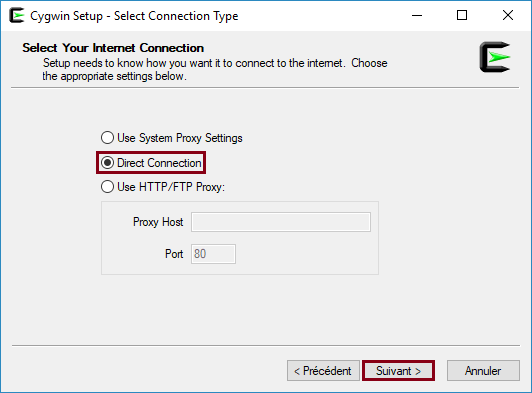 Cygwin Setup - Select Connection Type
Select Your Internet Connection
Setup needs to know how you want it to connect to the internet.  Choose
the appropriate settings below.
Use System Proxy Settings
Direct Connection
Use HTTP/FTP Proxy:
Proxy Host
Port 80
< Précédent Suivant > Annuler